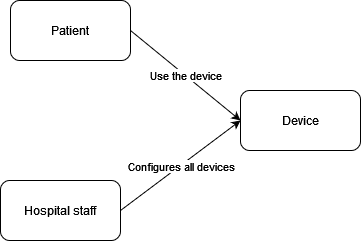 Patient
Use the device
Device
Configures all devices
Hospital staff